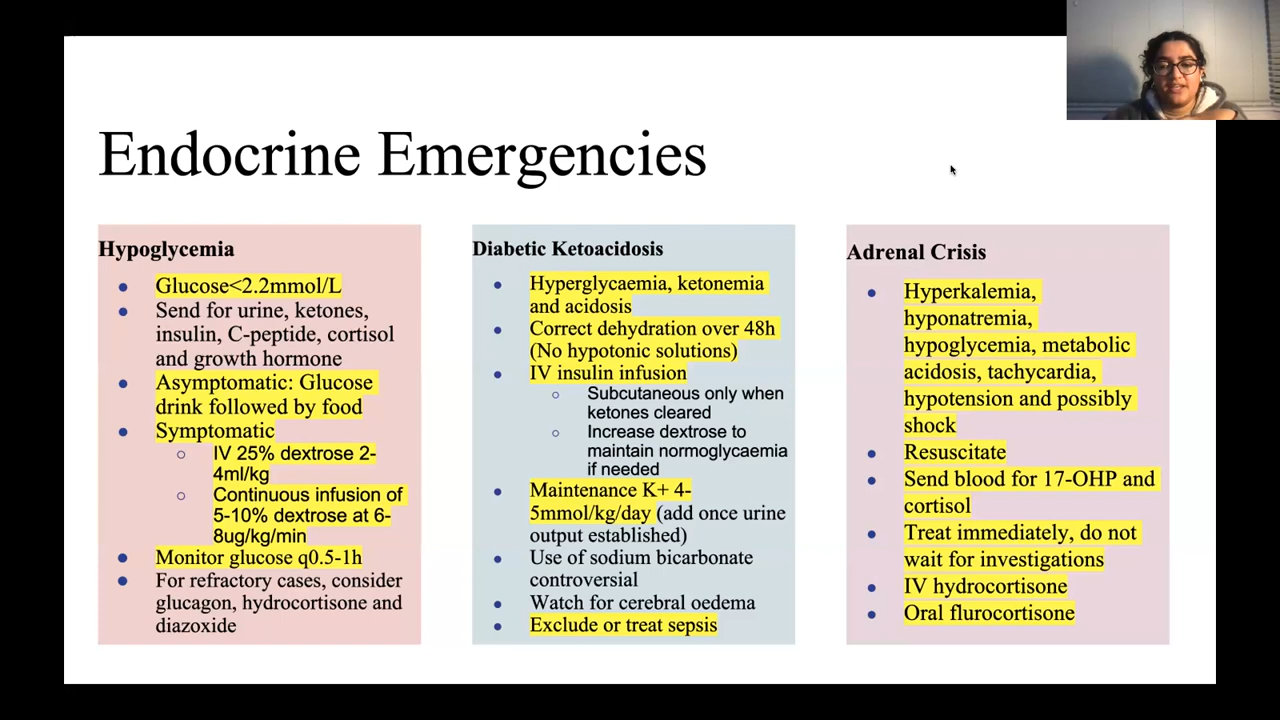 Endocrine Emergencies
Hypoglycemia
Glucose<2.2mmol/L
Send for urine, ketones,
insulin, C-peptide, cortisol
and growth hormone
Asymptomatic: Glucose
drink followed by food
Symptomatic
IV 25% dextrose 2-
4ml/kg
Continuous infusion of
5-10% dextrose at 6-
8ug/kg/min
Monitor glucose q0.5-1h
For refractory cases, consider
glucagon, hydrocortisone and
diazoxide
Diabetic Ketoacidosis
Hyperglycaemia, ketonemia
and acidosis
Correct dehydration over 48h
(No hypotonic solutions)
IV insulin infusion
Subcutaneous only when
ketones cleared
Increase dextrose to
maintain normoglycaemia
if needed
Maintenance K+ 4-
5mmol/kg/day (add once urine
output established)
Use of sodium bicarbonate
controversial
Watch for cerebral oedema
Exclude or treat sepsis
Adrenal Crisis
Hyperkalemia,
hyponatremia,
hypoglycemia, metabolic
acidosis, tachycardia,
hypotension and possibly
shock
Resuscitate
Send blood for 17-OHP and
cortisol
Treat immediately, do not
wait for investigations
IV hydrocortisone
Oral flurocortisone